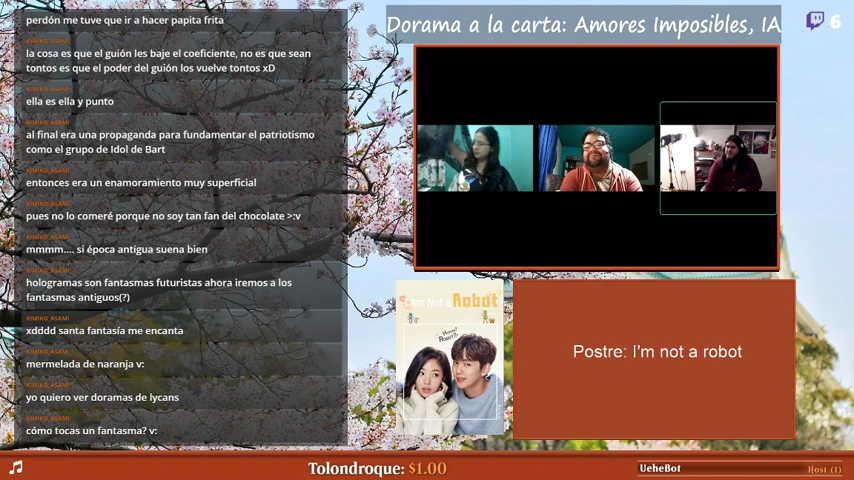 perdón me tuve que ir a hacer papita frita
KIMIKO_ASAMI
la cosa es que el guión les baje el coeficiente, no es que sean
tontos es que el poder del guión los vuelve tontos xD
KIMIKO_ASAMI
ella es ella y punto
KIMIKO_ASAMI
al final era una propaganda para fundamentar el patriotismo
como el grupo de Idol de Bart
KIMIKO_ASAMI
entonces era un enamoramiento muy superficial
KIMIKO_ASAMI
pues no lo comeré porque no soy tan fan del chocolate >:v
KIMIKO_ASAMI
mmmm.... si época antigua suena bien
KIMIKO_ASAMI
hologramas son fantasmas futuristas ahora iremos a los
fantasmas antiguos(?)
KIMIKO_ASAMI
xdddd santa fantasía me encanta
KIMIKO_ASAMI
mermelada de naranja v:
KIMIKO_ASAMI
yo quiero ver doramas de lycans
KIMIKO_ASAMI
cómo tocas un fantasma? v:
Dorama a la carta: Amores Imposibles, IA
6
I Am Not a Robot
Postre: I'm not a robot
Tolondroque: $1.00
UeheBot
Host (1)